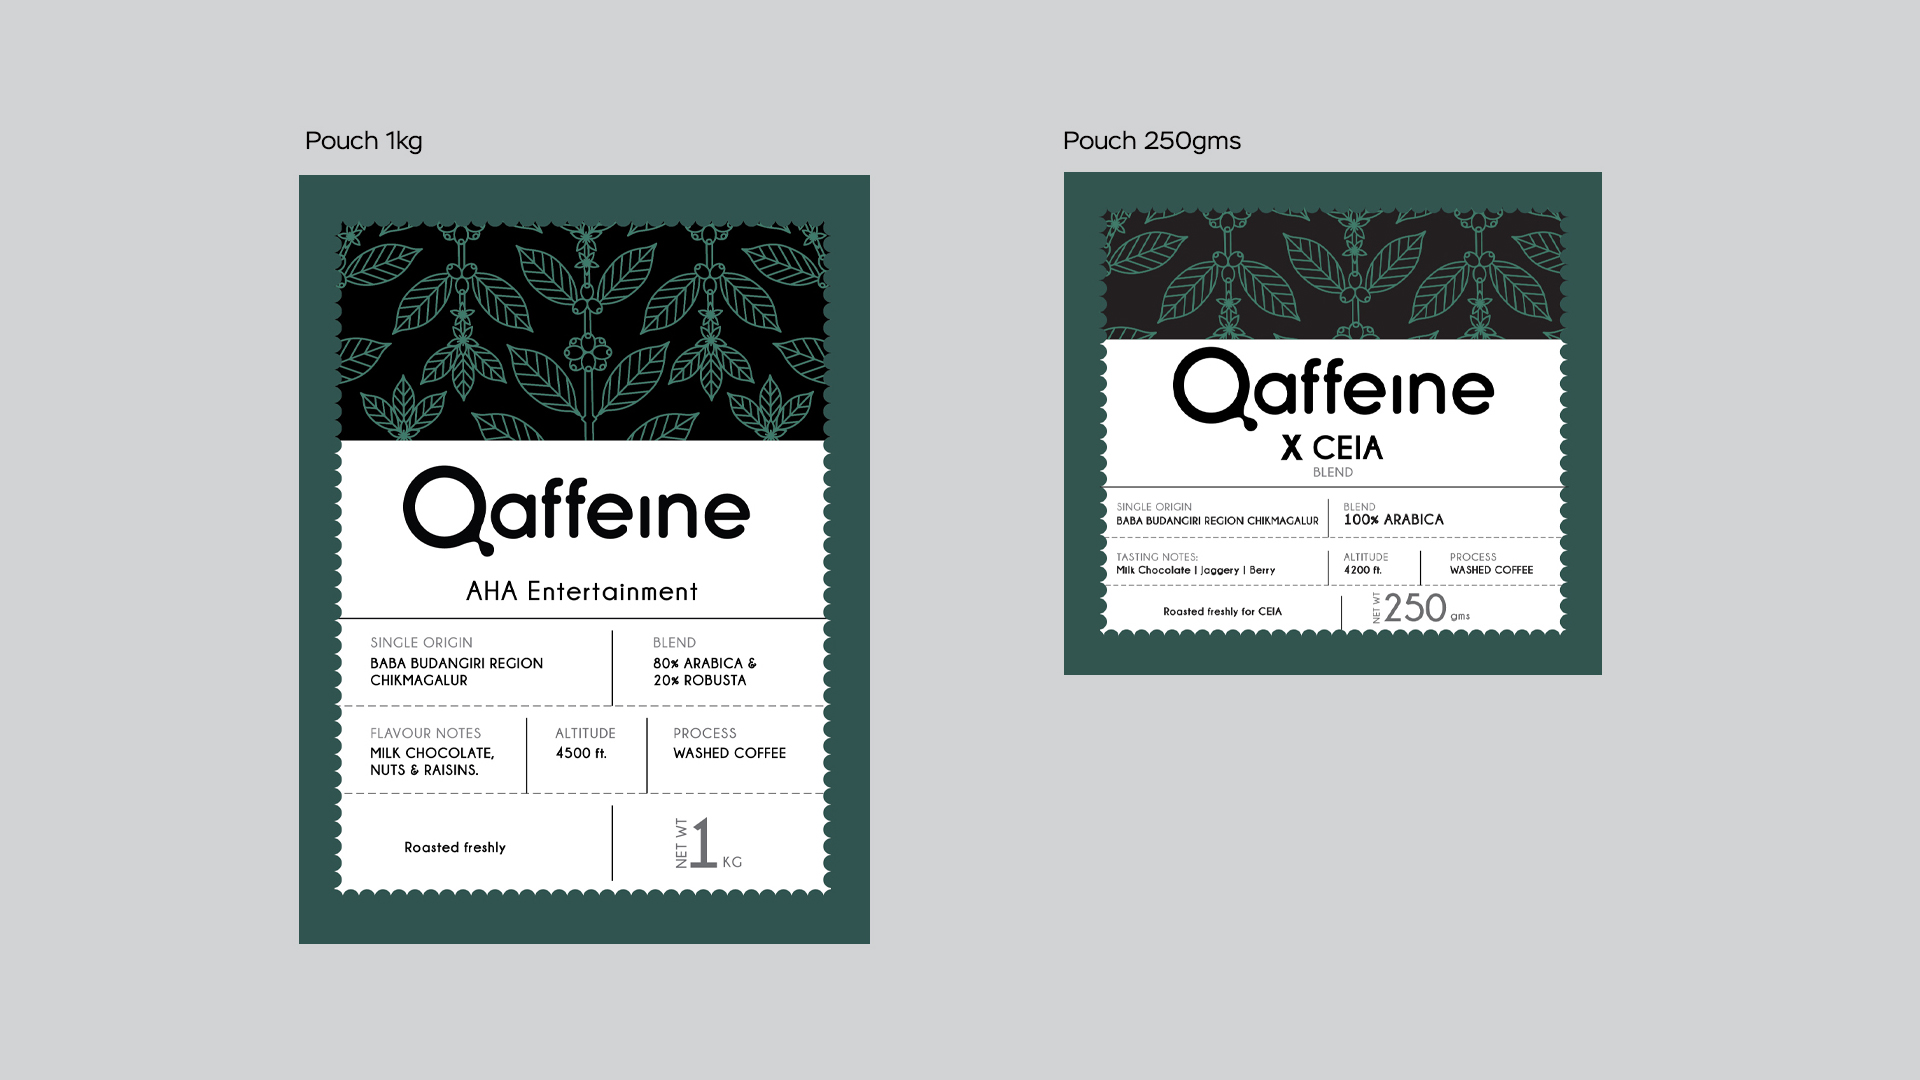 Pouch 1kg
Qaffeine
AHA Entertainment
SINGLE ORIGIN
BABA BUDANGIRI REGION
CHIKMAGALUR
BLEND
80% ARABICA &
20% ROBUSTA
FLAVOUR NOTES
MILK CHOCOLATE,
NUTS & RAISINS.
ALTITUDE
4500 ft.
PROCESS
WASHED COFFEE
Roasted freshly
NET WT 1 KG
Pouch 250gms
Qaffeine
X CEIA
BLEND
SINGLE ORIGIN
BABA BUDANGIRI REGION CHIKMAGALUR
BLEND
100% ARABICA
TASTING NOTES:
Milk Chocolate | Jaggery | Berry
ALTITUDE
4200 ft.
PROCESS
WASHED COFFEE
Roasted freshly for CEIA
NET WT 250 gms